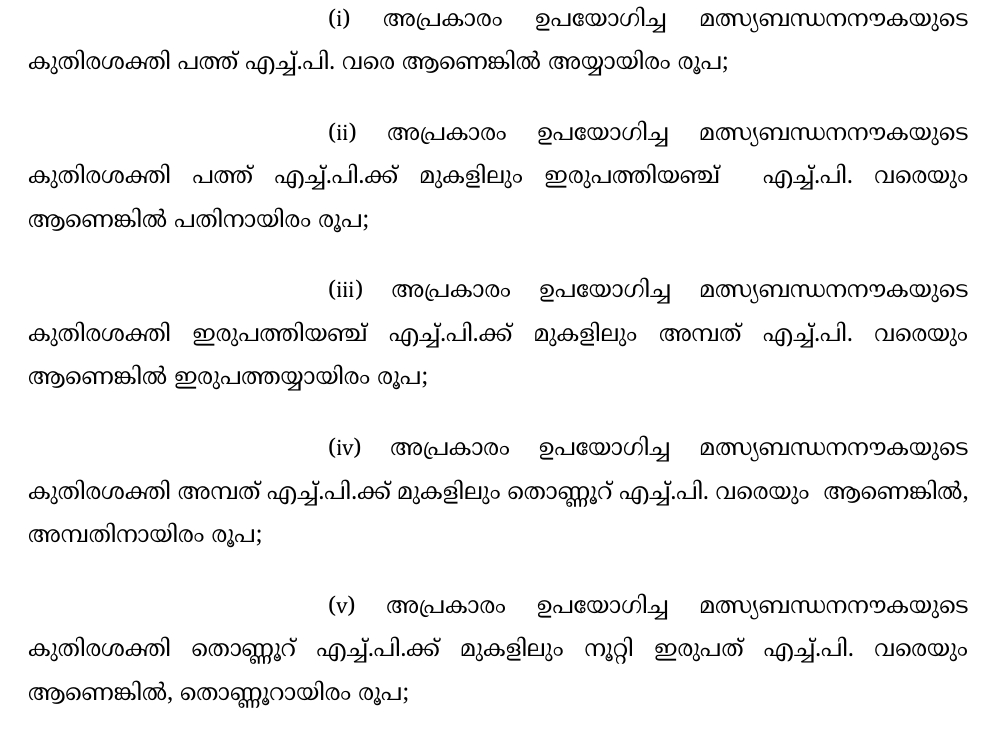 (i) അപ്രകാരം ഉപയോഗിച്ച മത്സ്യബന്ധനനൗകയുടെ
കുതിരശക്തി പത്ത് എച്ച്.പി. വരെ ആണെങ്കിൽ അയ്യായിരം രൂപ;
(ii) അപ്രകാരം ഉപയോഗിച്ച മത്സ്യബന്ധനനൗകയുടെ
കുതിരശക്തി പത്ത് എച്ച്.പി.ക്ക് മുകളിലും ഇരുപത്തിയഞ്ച് എച്ച്.പി. വരെയും
ആണെങ്കിൽ പതിനായിരം രൂപ;
(iii) അപ്രകാരം ഉപയോഗിച്ച മത്സ്യബന്ധനനൗകയുടെ
കുതിരശക്തി ഇരുപത്തിയഞ്ച് എച്ച്.പി.ക്ക് മുകളിലും അമ്പത് എച്ച്.പി. വരെയും
ആണെങ്കിൽ ഇരുപത്തയ്യായിരം രൂപ;
(iv) അപ്രകാരം ഉപയോഗിച്ച മത്സ്യബന്ധനനൗകയുടെ
കുതിരശക്തി അമ്പത് എച്ച്.പി.ക്ക് മുകളിലും തൊണ്ണൂറ് എച്ച്.പി. വരെയും ആണെങ്കിൽ,
അമ്പതിനായിരം രൂപ;
(v) അപ്രകാരം ഉപയോഗിച്ച മത്സ്യബന്ധനനൗകയുടെ
കുതിരശക്തി തൊണ്ണൂറ് എച്ച്.പി.ക്ക് മുകളിലും നൂറ്റി ഇരുപത് എച്ച്.പി. വരെയും
ആണെങ്കിൽ, തൊണ്ണൂറായിരം രൂപ;